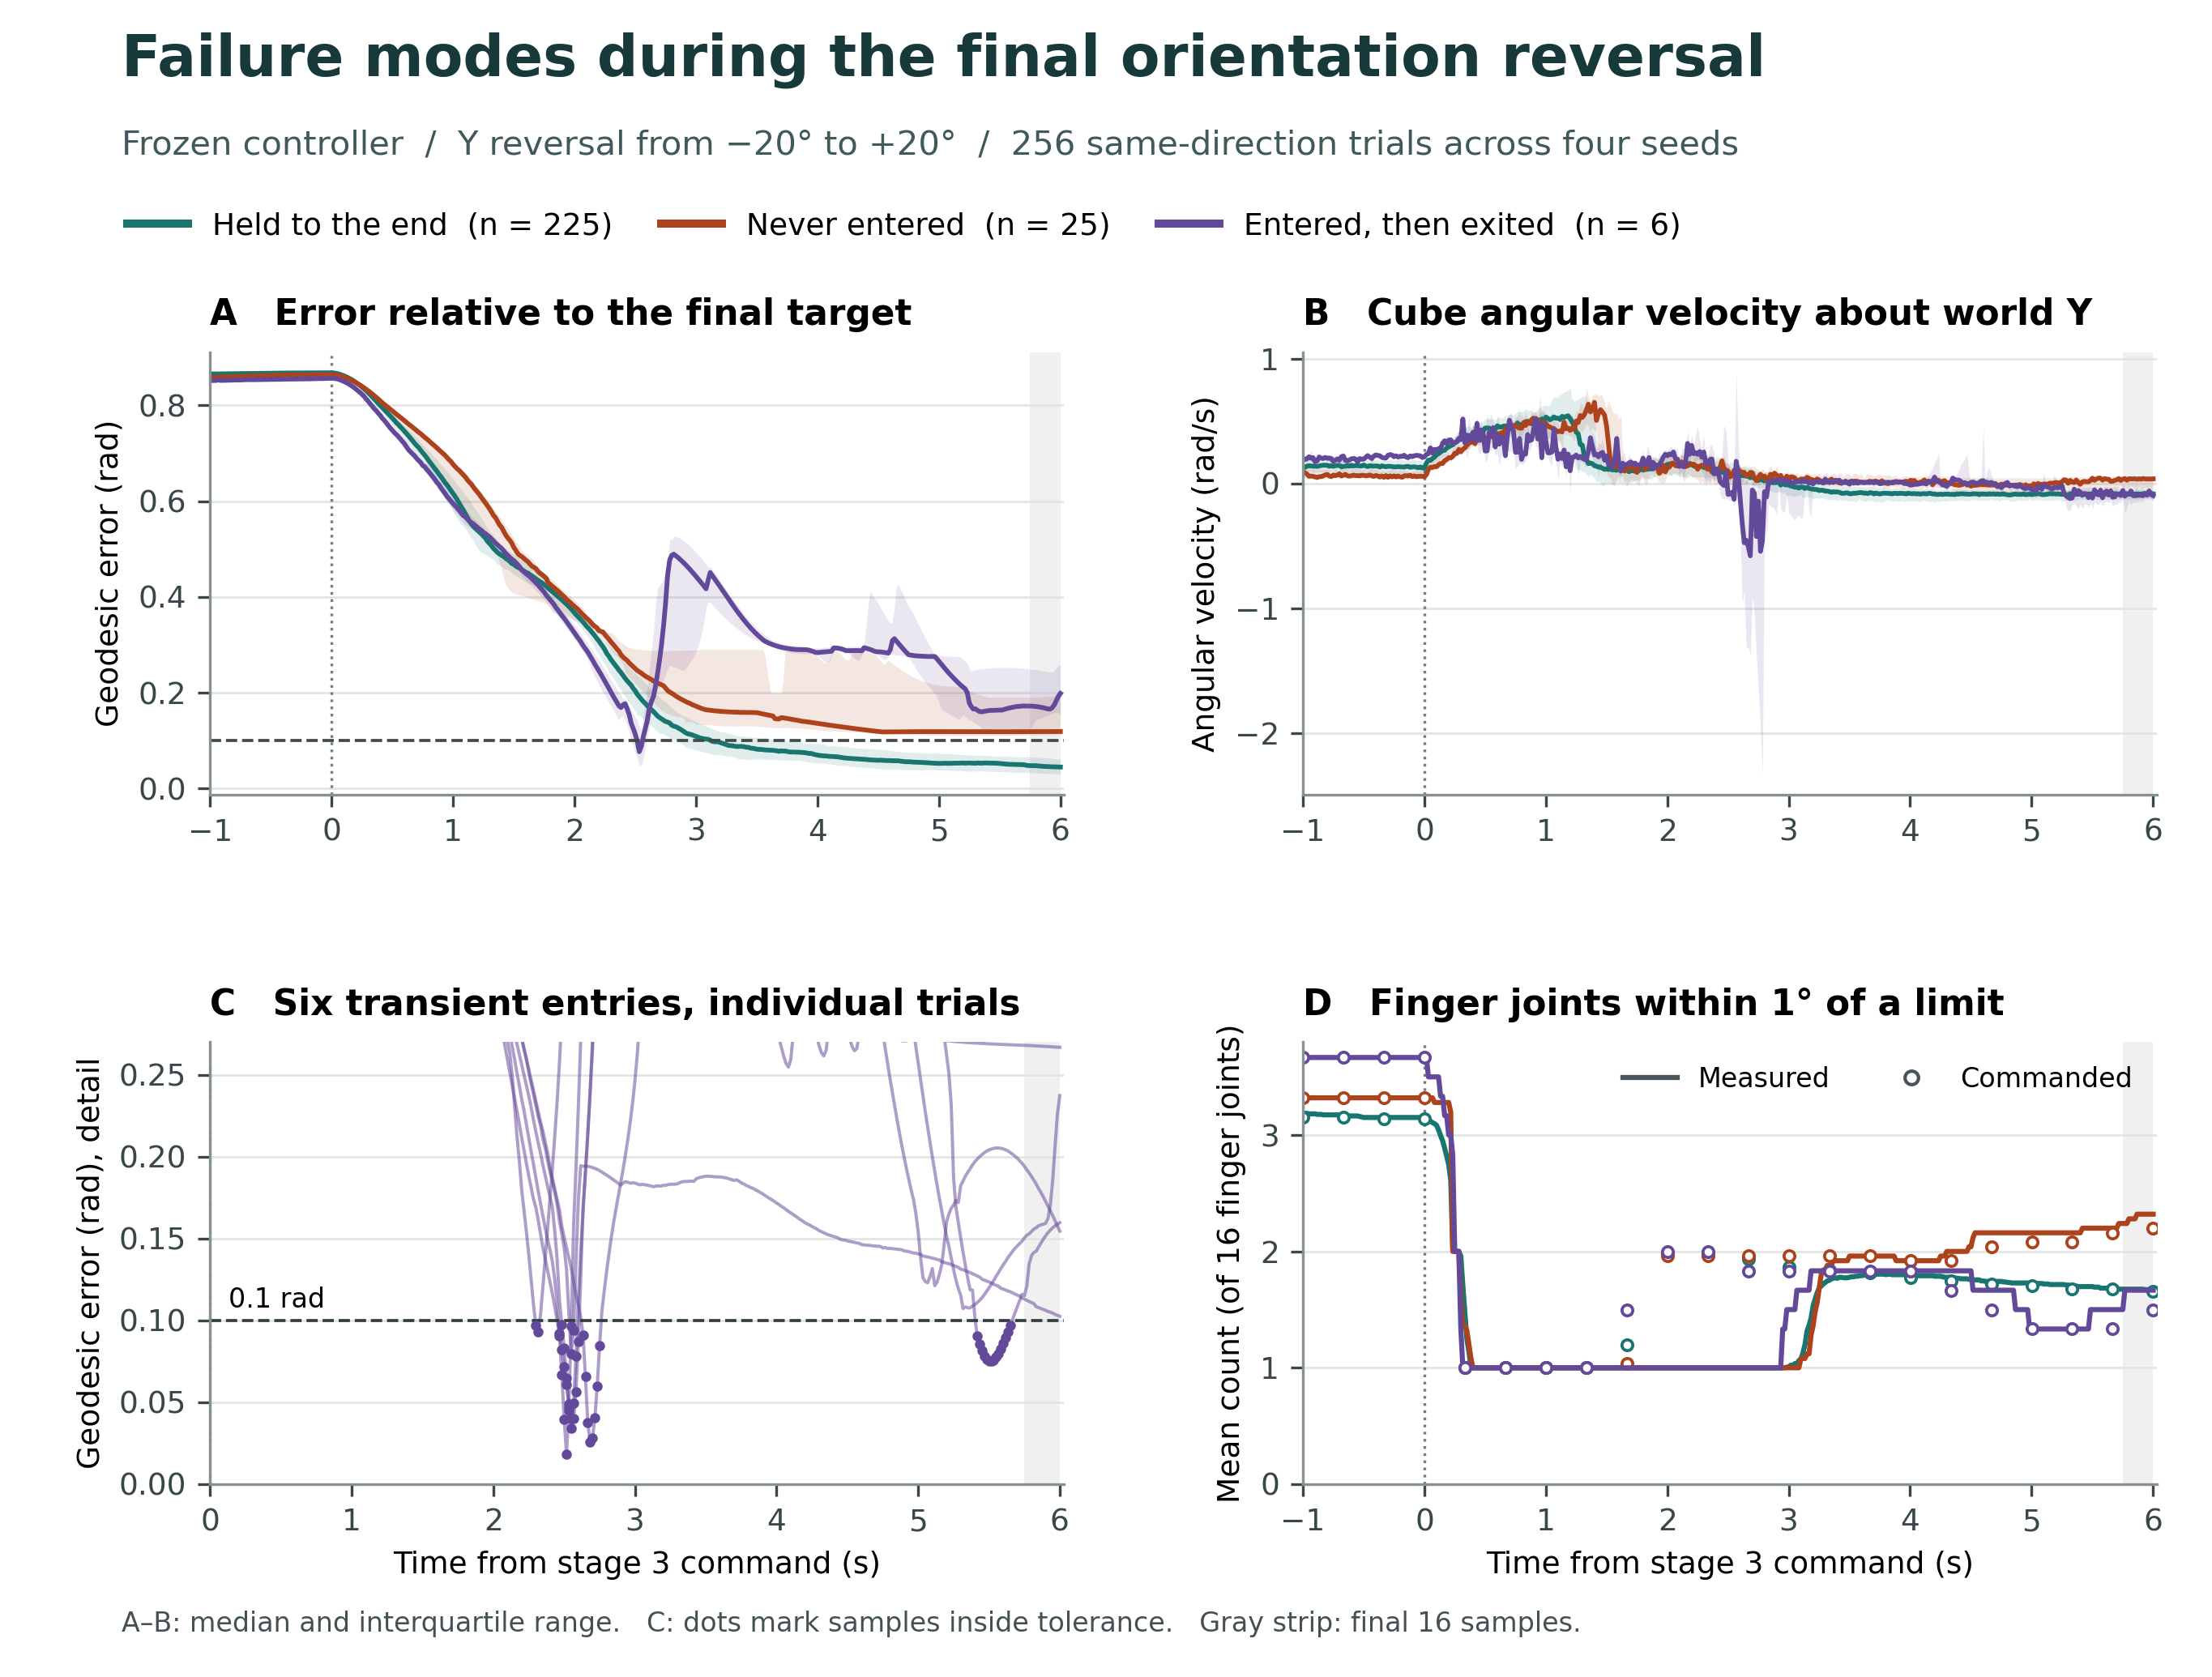 Failure modes during the final orientation reversal
Frozen controller / Y reversal from −20° to +20° / 256 same-direction trials across four seeds
Held to the end (n = 225) Never entered (n = 25) Entered, then exited (n = 6)
A Error relative to the final target
Geodesic error (rad)
0.8
0.6
0.4
0.2
0.0
−1 0 1 2 3 4 5 6
B Cube angular velocity about world Y
Angular velocity (rad/s)
1
0
−1
−2
−1 0 1 2 3 4 5 6
C Six transient entries, individual trials
Geodesic error (rad), detail
0.25
0.20
0.15
0.10
0.05
0.00
0.1 rad
0 1 2 3 4 5 6
Time from stage 3 command (s)
D Finger joints within 1° of a limit
Mean count (of 16 finger joints)
Measured Commanded
3
2
1
0
−1 0 1 2 3 4 5 6
Time from stage 3 command (s)
A–B: median and interquartile range. C: dots mark samples inside tolerance. Gray strip: final 16 samples.